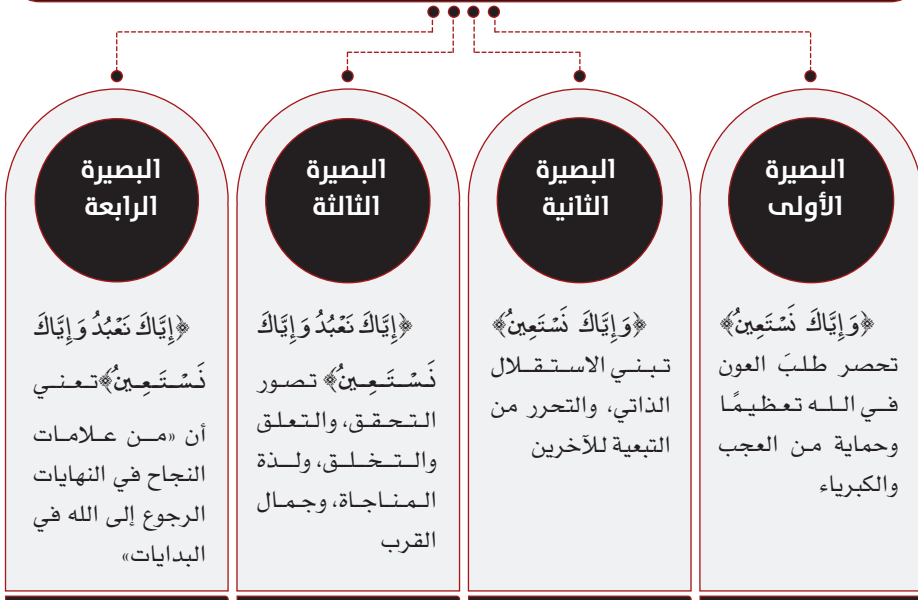 البصيرة
الأولى
﴿وَإِيَّاكَ نَسْتَعِينُ﴾
تحصر طلبَ العون
في الله تعظيمًا
وحماية من العجب
والكبرياء
البصيرة
الثانية
﴿وَإِيَّاكَ نَسْتَعِينُ﴾
تبني الاستقلال
الذاتي، والتحرر من
التبعية للآخرين
البصيرة
الثالثة
﴿إِيَّاكَ نَعْبُدُ وَإِيَّاكَ
نَسْتَعِينُ﴾ تصور
التحقق، والتعلق
والتخلق، ولذة
المناجاة، وجمال
القرب
البصيرة
الرابعة
﴿إِيَّاكَ نَعْبُدُ وَإِيَّاكَ
نَسْتَعِينُ﴾تعني
أن «من علامات
النجاح في النهايات
الرجوع إلى الله في
البدايات»